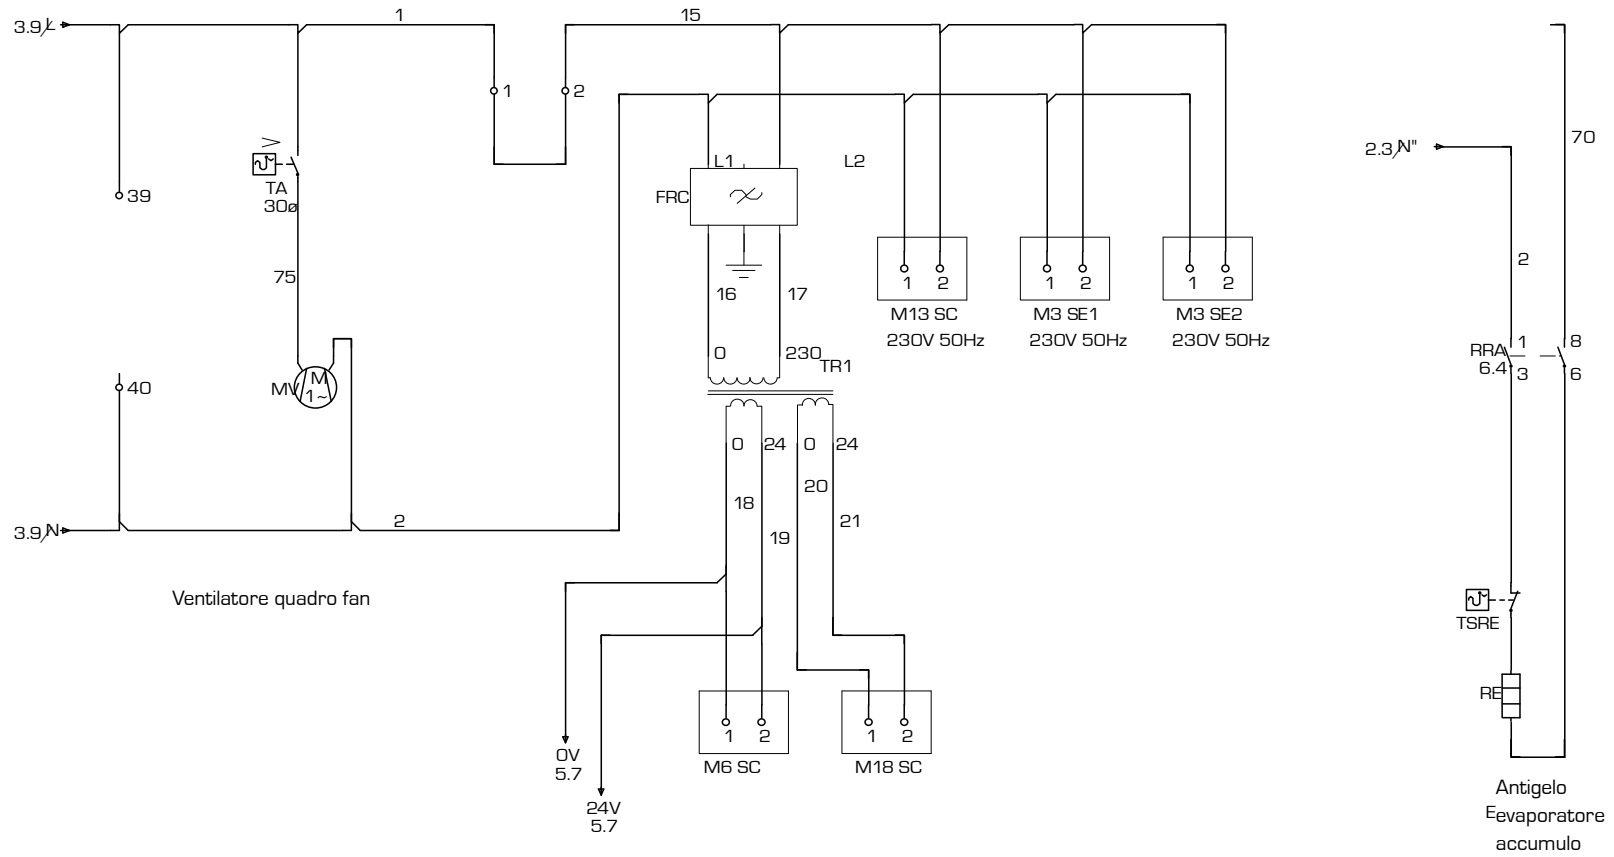 3.9/L
1
15
1
2
2.3/N"
70
L1
L2
TA
30ø
39
FRC
2
75
16
17
1 2
1 2
1 2
M13 SC
M3 SE1
M3 SE2
230V 50Hz
230V 50Hz
230V 50Hz
0
230
TR1
RRA
6.4
1
8
3
6
MV
M
1~
40
0
24
0
24
18
20
19
21
3.9/N
2
Ventilatore quadro fan
TSRE
RE
1 2
1 2
0V
5.7
M6 SC
M18 SC
24V
5.7
Antigelo
Eevaporatore
accumulo